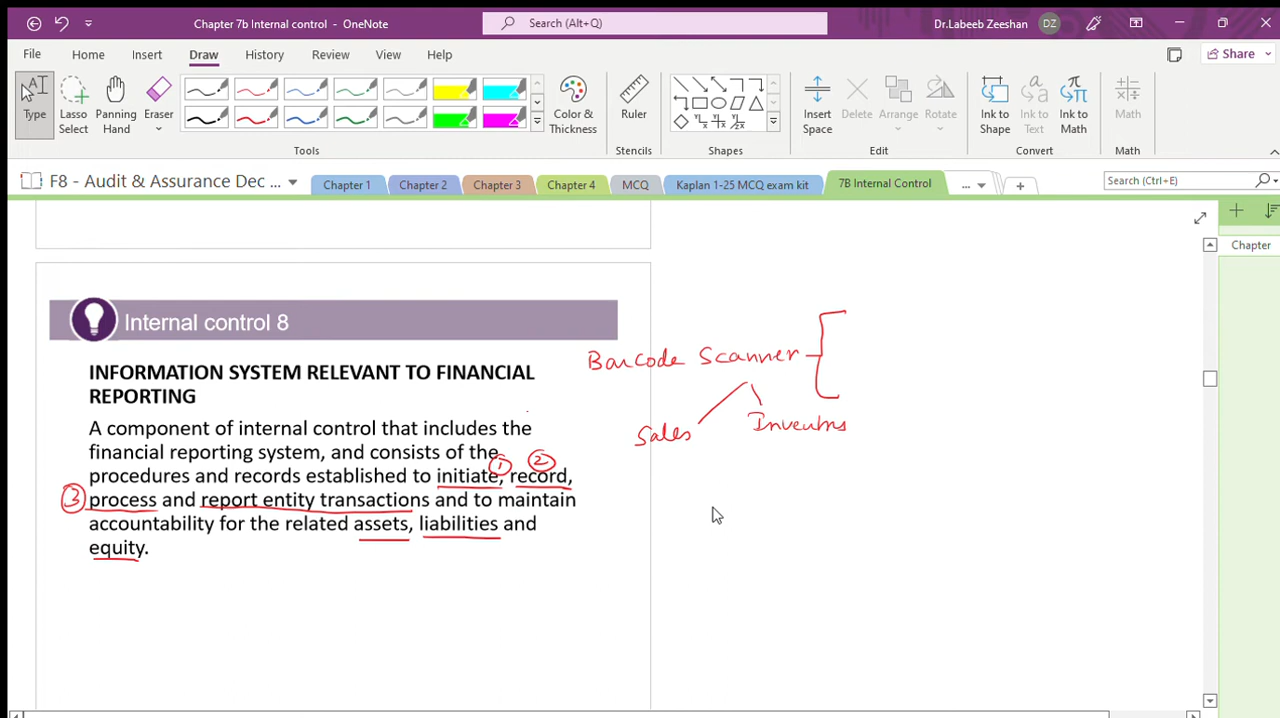 Chapter 7b Internal control - OneNote
Search (Alt+Q)
Dr.Labeeb Zeeshan
DZ
File
Home
Insert
Draw
History
Review
View
Help
Share
Type
Lasso Select
Panning Hand
Eraser
Color & Thickness
Ruler
Insert Space
Delete
Arrange
Rotate
Ink to Shape
Ink to Text
Ink to Math
Math
Tools
Stencils
Shapes
Edit
Convert
Math
F8 - Audit & Assurance Dec ...
Chapter 1
Chapter 2
Chapter 3
Chapter 4
MCQ
Kaplan 1-25 MCQ exam kit
7B Internal Control
...
Search (Ctrl+E)
Chapter
Internal control 8
INFORMATION SYSTEM RELEVANT TO FINANCIAL
REPORTING
A component of internal control that includes the
financial reporting system, and consists of the
procedures and records established to initiate, record,
process and report entity transactions and to maintain
accountability for the related assets, liabilities and
equity.
1
2
3
Barcode Scanner
Sales